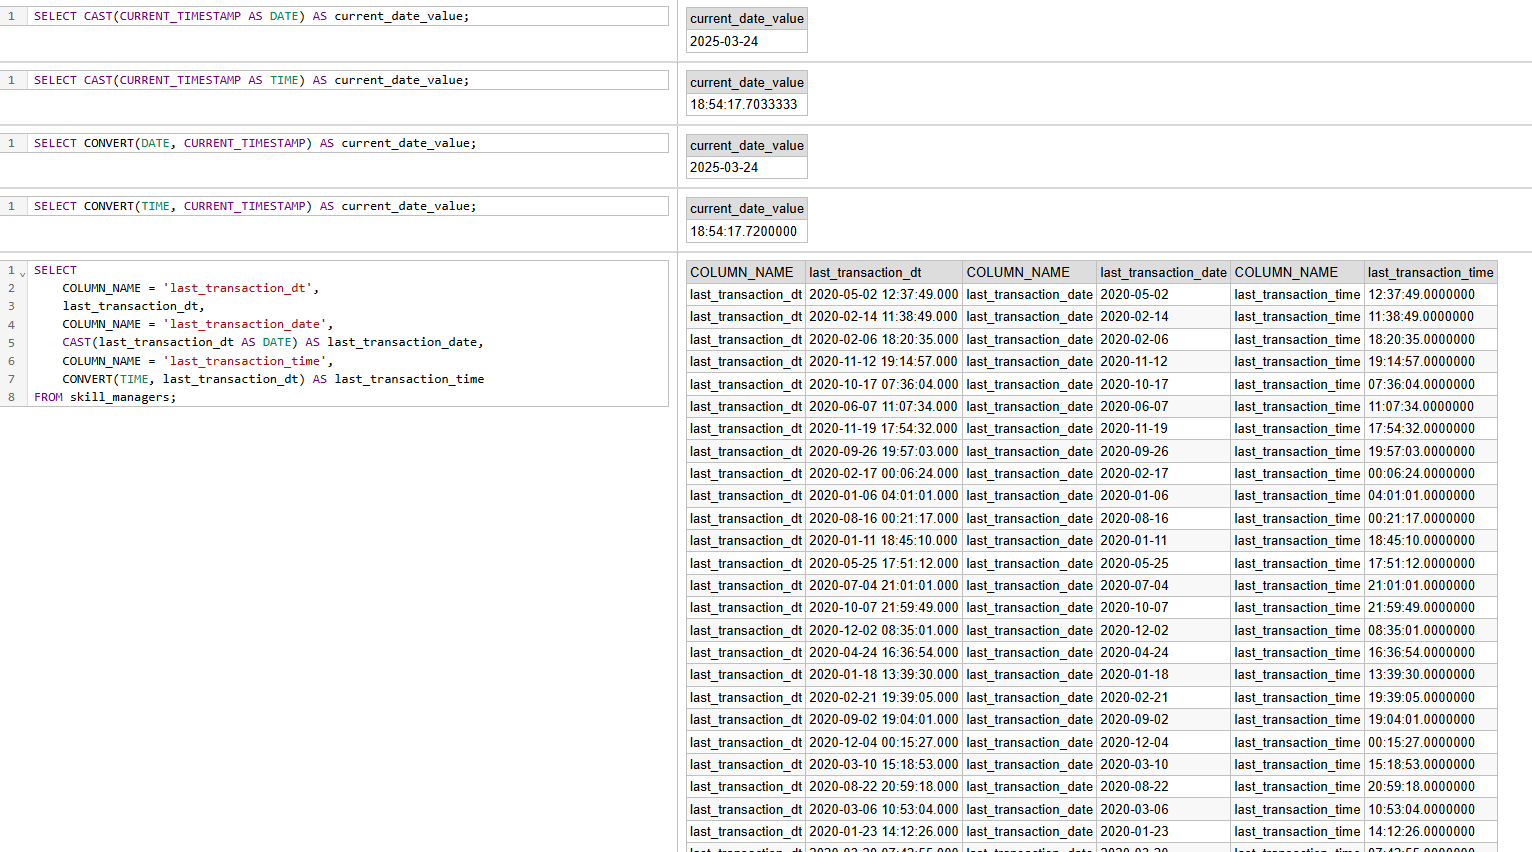 1 SELECT CAST(CURRENT_TIMESTAMP AS DATE) AS current_date_value;
current_date_value
2025-03-24
1 SELECT CAST(CURRENT_TIMESTAMP AS TIME) AS current_date_value;
current_date_value
18:54:17.7033333
1 SELECT CONVERT(DATE, CURRENT_TIMESTAMP) AS current_date_value;
current_date_value
2025-03-24
1 SELECT CONVERT(TIME, CURRENT_TIMESTAMP) AS current_date_value;
current_date_value
18:54:17.7200000
1 SELECT
2 COLUMN_NAME = 'last_transaction_dt',
3 last_transaction_dt,
4 COLUMN_NAME = 'last_transaction_date',
5 CAST(last_transaction_dt AS DATE) AS last_transaction_date,
6 COLUMN_NAME = 'last_transaction_time',
7 CONVERT(TIME, last_transaction_dt) AS last_transaction_time
8 FROM skill_managers;
COLUMN_NAME last_transaction_dt COLUMN_NAME last_transaction_date COLUMN_NAME last_transaction_time
last_transaction_dt 2020-05-02 12:37:49.000 last_transaction_date 2020-05-02 last_transaction_time 12:37:49.0000000
last_transaction_dt 2020-02-14 11:38:49.000 last_transaction_date 2020-02-14 last_transaction_time 11:38:49.0000000
last_transaction_dt 2020-02-06 18:20:35.000 last_transaction_date 2020-02-06 last_transaction_time 18:20:35.0000000
last_transaction_dt 2020-11-12 19:14:57.000 last_transaction_date 2020-11-12 last_transaction_time 19:14:57.0000000
last_transaction_dt 2020-10-17 07:36:04.000 last_transaction_date 2020-10-17 last_transaction_time 07:36:04.0000000
last_transaction_dt 2020-06-07 11:07:34.000 last_transaction_date 2020-06-07 last_transaction_time 11:07:34.0000000
last_transaction_dt 2020-11-19 17:54:32.000 last_transaction_date 2020-11-19 last_transaction_time 17:54:32.0000000
last_transaction_dt 2020-09-26 19:57:03.000 last_transaction_date 2020-09-26 last_transaction_time 19:57:03.0000000
last_transaction_dt 2020-02-17 00:06:24.000 last_transaction_date 2020-02-17 last_transaction_time 00:06:24.0000000
last_transaction_dt 2020-01-06 04:01:01.000 last_transaction_date 2020-01-06 last_transaction_time 04:01:01.0000000
last_transaction_dt 2020-08-16 00:21:17.000 last_transaction_date 2020-08-16 last_transaction_time 00:21:17.0000000
last_transaction_dt 2020-01-11 18:45:10.000 last_transaction_date 2020-01-11 last_transaction_time 18:45:10.0000000
last_transaction_dt 2020-05-25 17:51:12.000 last_transaction_date 2020-05-25 last_transaction_time 17:51:12.0000000
last_transaction_dt 2020-07-04 21:01:01.000 last_transaction_date 2020-07-04 last_transaction_time 21:01:01.0000000
last_transaction_dt 2020-10-07 21:59:49.000 last_transaction_date 2020-10-07 last_transaction_time 21:59:49.0000000
last_transaction_dt 2020-12-02 08:35:01.000 last_transaction_date 2020-12-02 last_transaction_time 08:35:01.0000000
last_transaction_dt 2020-04-24 16:36:54.000 last_transaction_date 2020-04-24 last_transaction_time 16:36:54.0000000
last_transaction_dt 2020-01-18 13:39:30.000 last_transaction_date 2020-01-18 last_transaction_time 13:39:30.0000000
last_transaction_dt 2020-02-21 19:39:05.000 last_transaction_date 2020-02-21 last_transaction_time 19:39:05.0000000
last_transaction_dt 2020-09-02 19:04:01.000 last_transaction_date 2020-09-02 last_transaction_time 19:04:01.0000000
last_transaction_dt 2020-12-04 00:15:27.000 last_transaction_date 2020-12-04 last_transaction_time 00:15:27.0000000
last_transaction_dt 2020-03-10 15:18:53.000 last_transaction_date 2020-03-10 last_transaction_time 15:18:53.0000000
last_transaction_dt 2020-08-22 20:59:18.000 last_transaction_date 2020-08-22 last_transaction_time 20:59:18.0000000
last_transaction_dt 2020-03-06 10:53:04.000 last_transaction_date 2020-03-06 last_transaction_time 10:53:04.0000000
last_transaction_dt 2020-01-23 14:12:26.000 last_transaction_date 2020-01-23 last_transaction_time 14:12:26.0000000